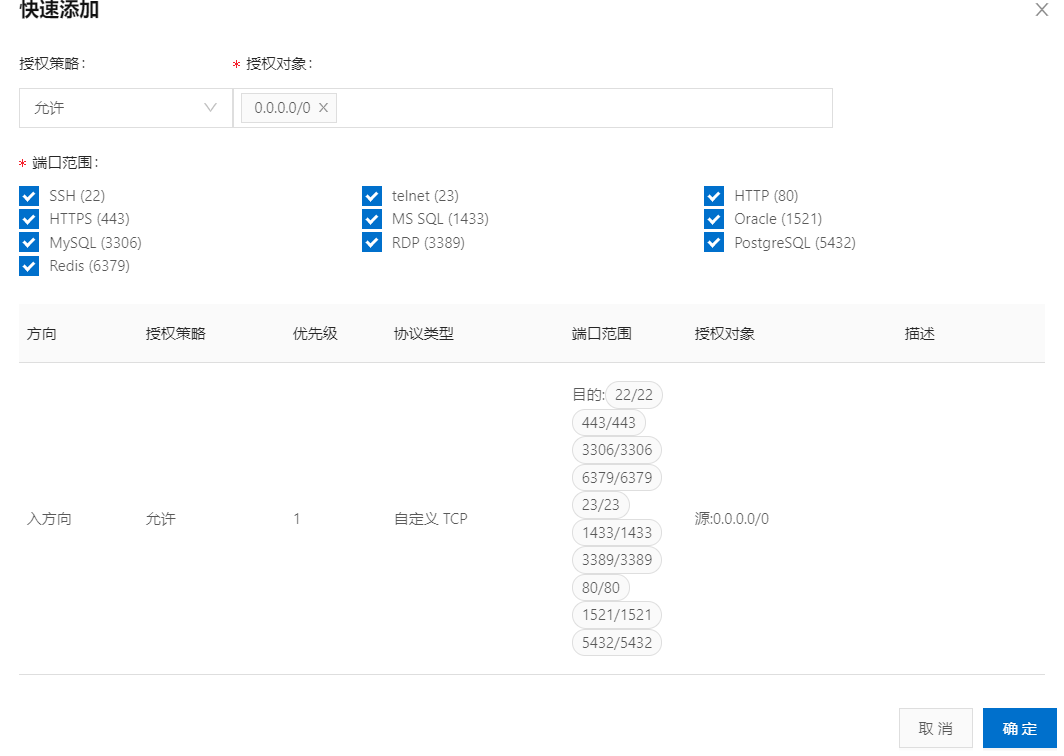 快速添加
授权策略： * 授权对象：
允许 0.0.0.0/0
* 端口范围：
SSH (22) telnet (23) HTTP (80)
HTTPS (443) MS SQL (1433) Oracle (1521)
MySQL (3306) RDP (3389) PostgreSQL (5432)
Redis (6379)
方向 授权策略 优先级 协议类型 端口范围 授权对象 描述
目的: 22/22
443/443
3306/3306
6379/6379
23/23
入方向 允许 1 自定义 TCP 源:0.0.0.0/0
1433/1433
3389/3389
80/80
1521/1521
5432/5432
取消 确定